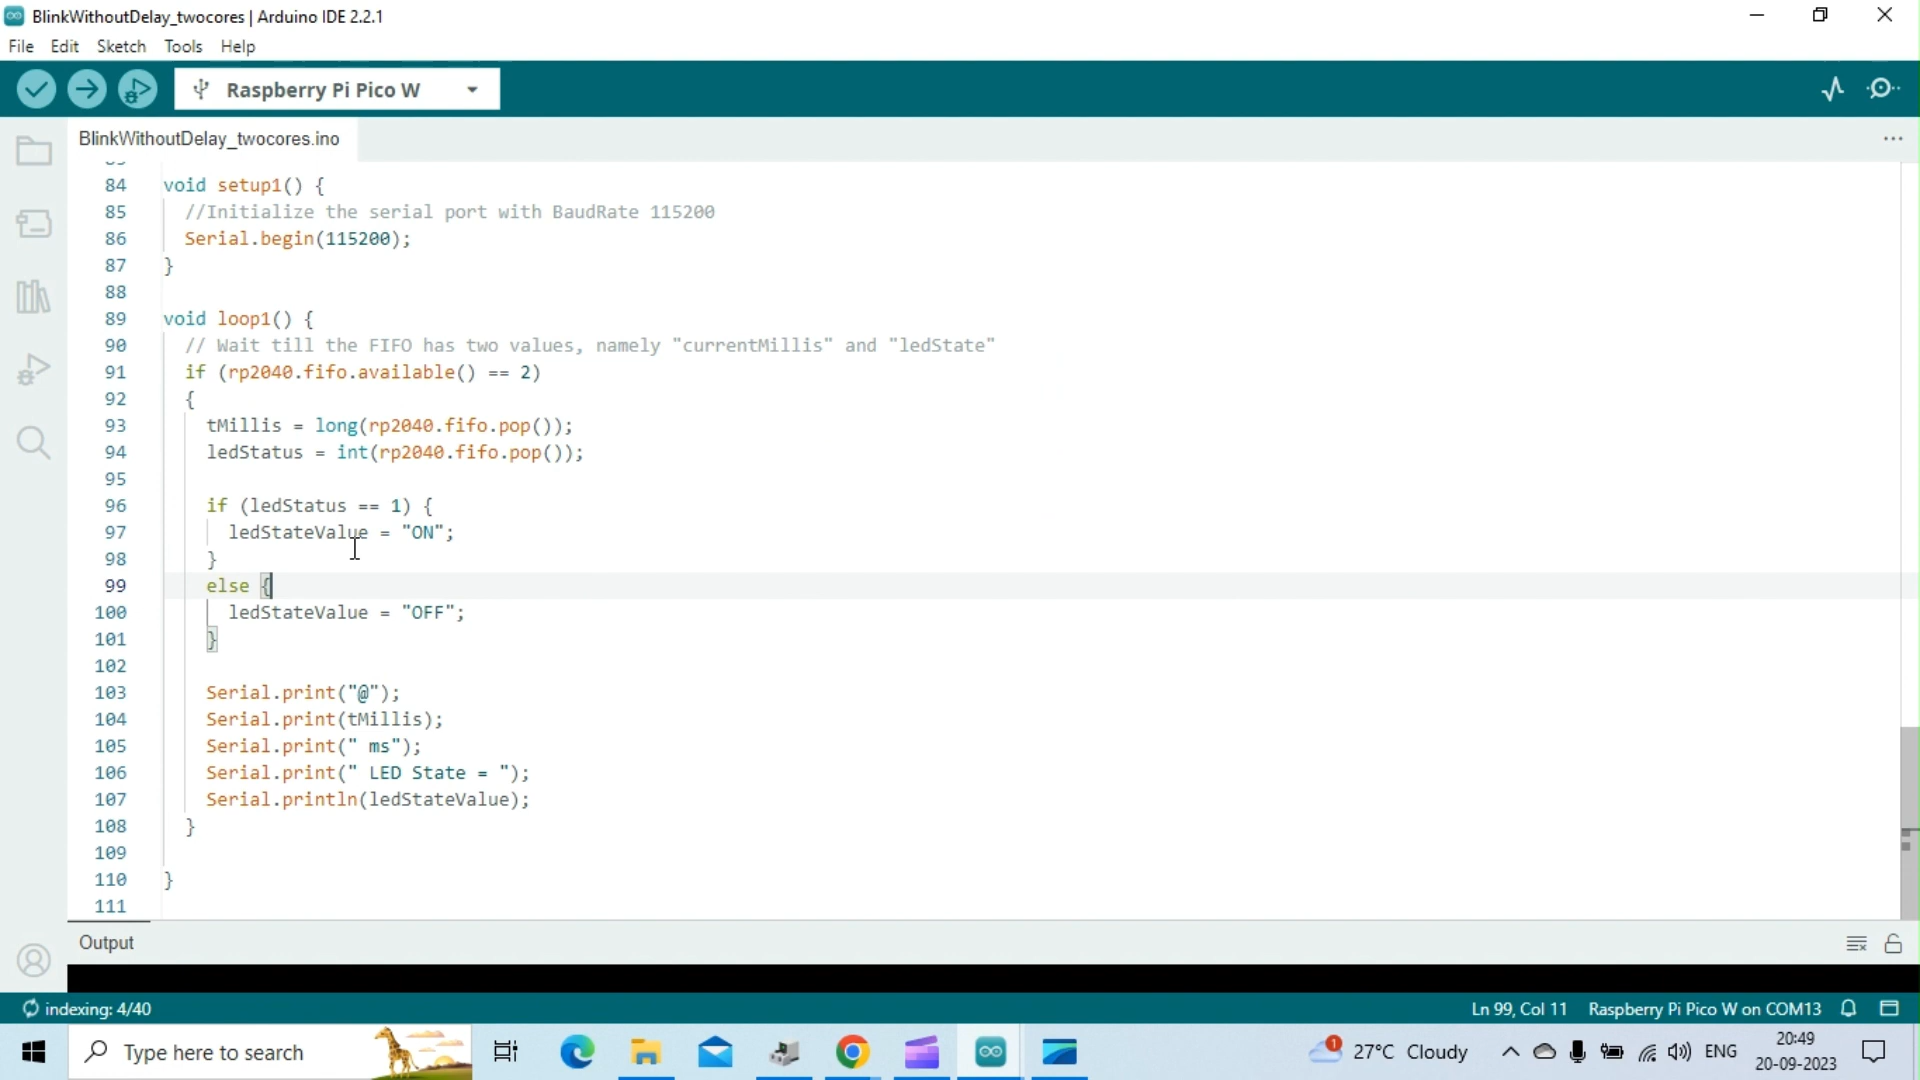 BlinkWithoutDelay_twocores | Arduino IDE 2.2.1
File Edit Sketch Tools Help
Raspberry Pi Pico W
BlinkWithoutDelay_twocores.ino
84 void setup1() {
85 //Initialize the serial port with BaudRate 115200
86 Serial.begin(115200);
87 }
88
89 void loop1() {
90 // Wait till the FIFO has two values, namely "currentMillis" and "ledState"
91 if (rp2040.fifo.available() == 2)
92 {
93 tMillis = long(rp2040.fifo.pop());
94 ledStatus = int(rp2040.fifo.pop());
95
96 if (ledStatus == 1) {
97 ledStateValue = "ON";
98 }
99 else {
100 ledStateValue = "OFF";
101 }
102
103 Serial.print("@");
104 Serial.print(tMillis);
105 Serial.print(" ms");
106 Serial.print(" LED State = ");
107 Serial.println(ledStateValue);
108 }
109
110 }
111
Output
indexing: 4/40 Ln 99, Col 11 Raspberry Pi Pico W on COM13
Type here to search 1 27°C Cloudy ENG 20:49
20-09-2023